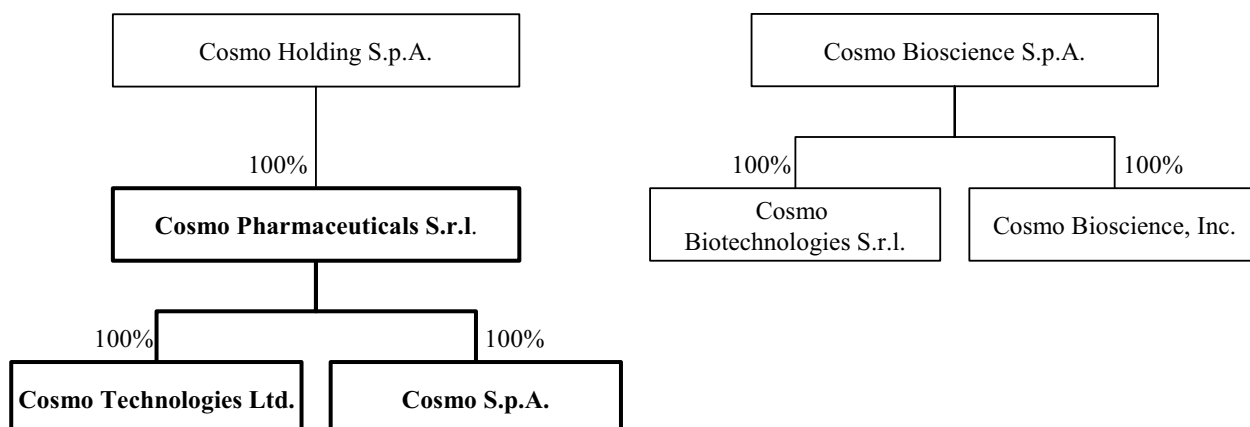 Cosmo Holding S.p.A.
Cosmo Bioscience S.p.A.
100%
100%
100%
Cosmo Pharmaceuticals S.r.l.
Cosmo
Biotechnologies S.r.l.
Cosmo Bioscience, Inc.
100%
100%
Cosmo Technologies Ltd.
Cosmo S.p.A.